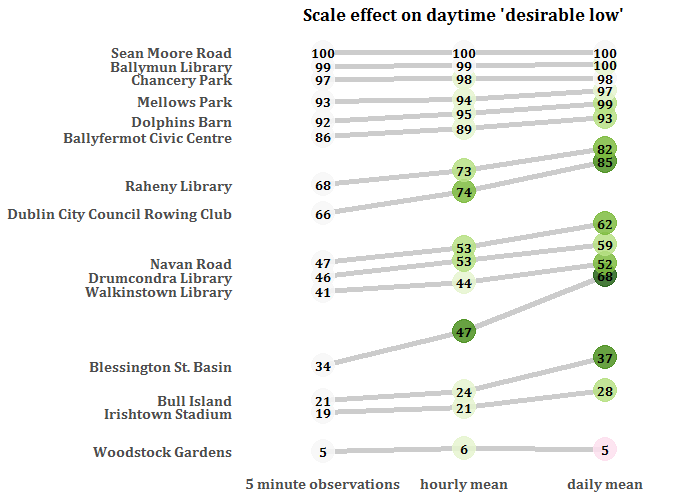 Scale effect on daytime 'desirable low'
Sean Moore Road 100 100 100
Ballymun Library 99 99 100
Chancery Park 97 98 98
Mellows Park 93 94 97
Dolphins Barn 92 95 99
Ballyfermot Civic Centre 86 89 93
Raheny Library 68 73 82
Dublin City Council Rowing Club 66 74 85
Navan Road 47 53 62
Drumcondra Library 46 53 59
Walkinstown Library 41 44 52
Blessington St. Basin 34 47 68
Bull Island 21 24 37
Irishtown Stadium 19 21 28
Woodstock Gardens 5 6 5
5 minute observations hourly mean daily mean